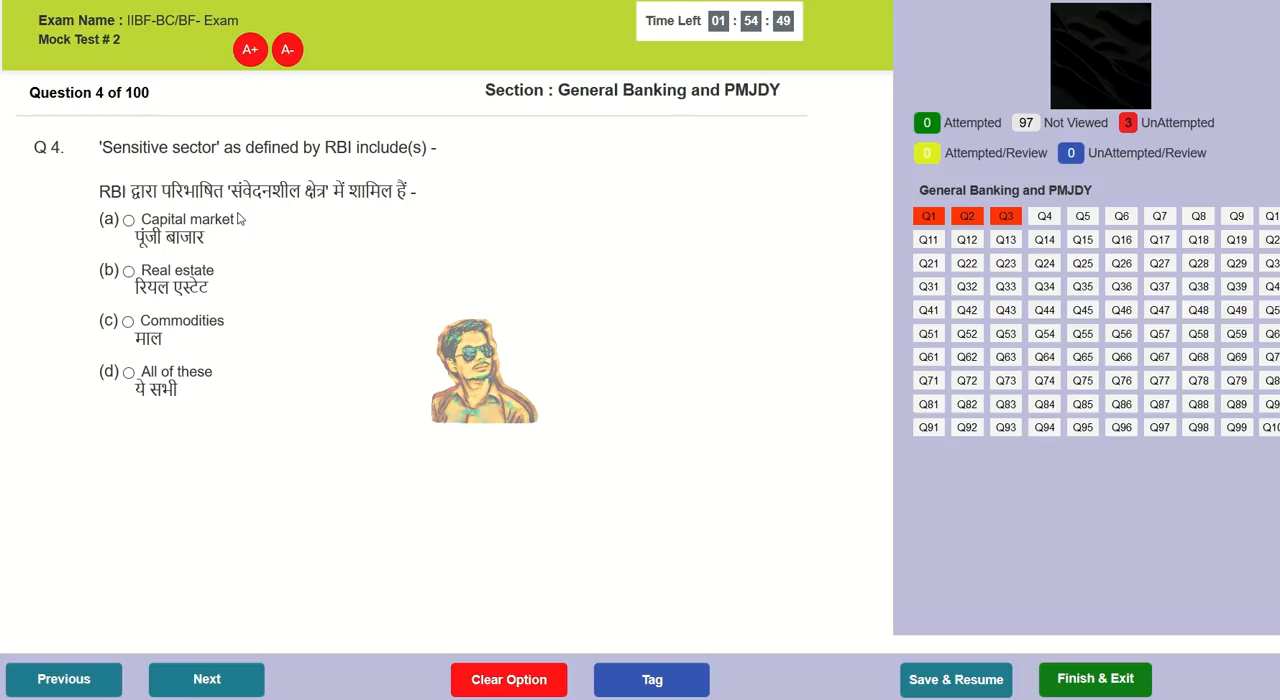 Exam Name : IIBF-BC/BF- Exam
Mock Test # 2
A+ A-
Time Left 01 : 54 : 49
Question 4 of 100
Section : General Banking and PMJDY
Q 4. 'Sensitive sector' as defined by RBI include(s) -
RBI द्वारा परिभाषित 'संवेदनशील क्षेत्र' में शामिल हैं -
(a) Capital market
पूंजी बाजार
(b) Real estate
रियल एस्टेट
(c) Commodities
माल
(d) All of these
ये सभी
0 Attempted 97 Not Viewed 3 UnAttempted
0 Attempted/Review 0 UnAttempted/Review
General Banking and PMJDY
Q1 Q2 Q3 Q4 Q5 Q6 Q7 Q8 Q9
Q11 Q12 Q13 Q14 Q15 Q16 Q17 Q18 Q19
Q21 Q22 Q23 Q24 Q25 Q26 Q27 Q28 Q29
Q31 Q32 Q33 Q34 Q35 Q36 Q37 Q38 Q39
Q41 Q42 Q43 Q44 Q45 Q46 Q47 Q48 Q49
Q51 Q52 Q53 Q54 Q55 Q56 Q57 Q58 Q59
Q61 Q62 Q63 Q64 Q65 Q66 Q67 Q68 Q69
Q71 Q72 Q73 Q74 Q75 Q76 Q77 Q78 Q79
Q81 Q82 Q83 Q84 Q85 Q86 Q87 Q88 Q89
Q91 Q92 Q93 Q94 Q95 Q96 Q97 Q98 Q99
Previous Next Clear Option Tag Save & Resume Finish & Exit